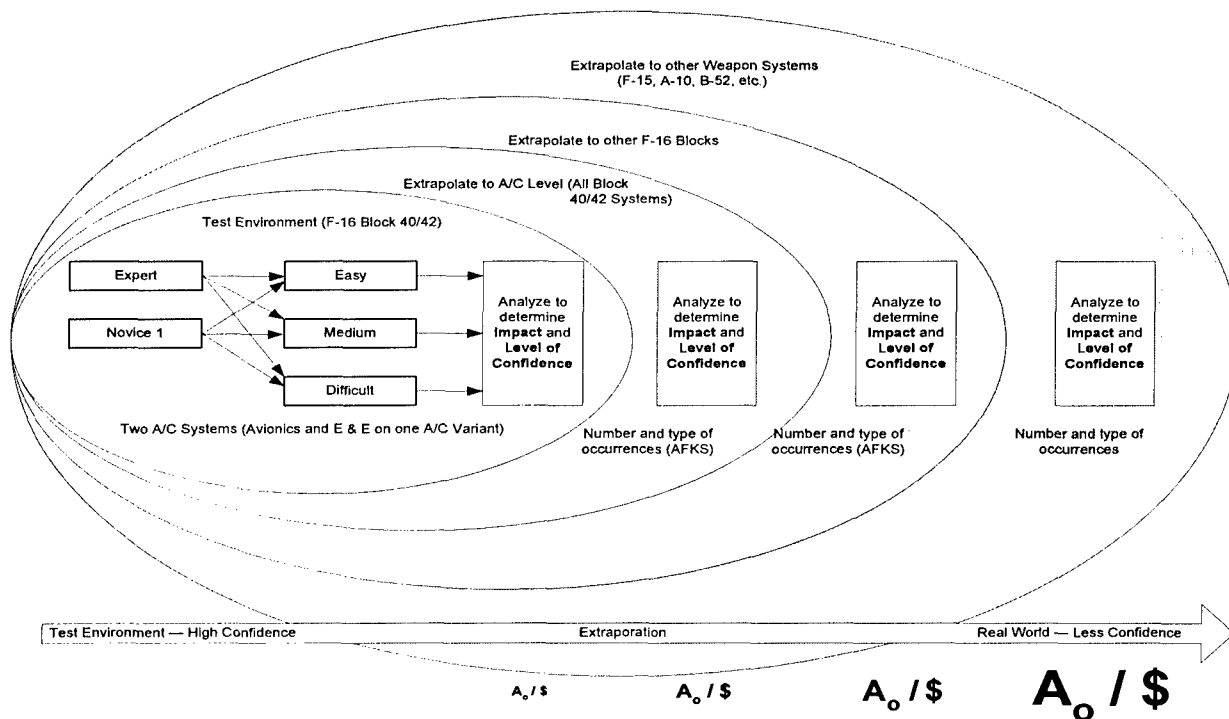 Extrapolate to other Weapon Systems
(F-15, A-10, B-52, etc.)
Extrapolate to other F-16 Blocks
Extrapolate to A/C Level (All Block
40/42 Systems)
Test Environment (F-16 Block 40/42)
Expert
Easy
Novice 1
Medium
Difficult
Analyze to
determine
Impact and
Level of
Confidence
Analyze to
determine
Impact and
Level of
Confidence
Analyze to
determine
Impact and
Level of
Confidence
Analyze to
determine
Impact and
Level of
Confidence
Two A/C Systems (Avionics and E & E on one A/C Variant)
Number and type of
occurrences (AFKS)
Number and type of
occurrences (AFKS)
Number and type of
occurrences
Test Environment — High Confidence
Extraporation
Real World — Less Confidence
Ao / $
Ao / $
Ao / $
Ao / $